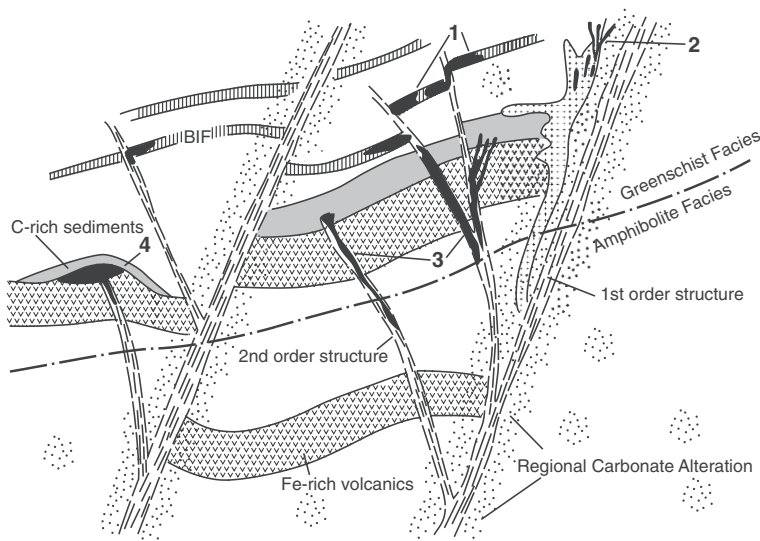 1
2
BIF
Greenschist Facies
Amphibolite Facies
C-rich sediments
4
3
1st order structure
2nd order structure
Regional Carbonate Alteration
Fe-rich volcanics